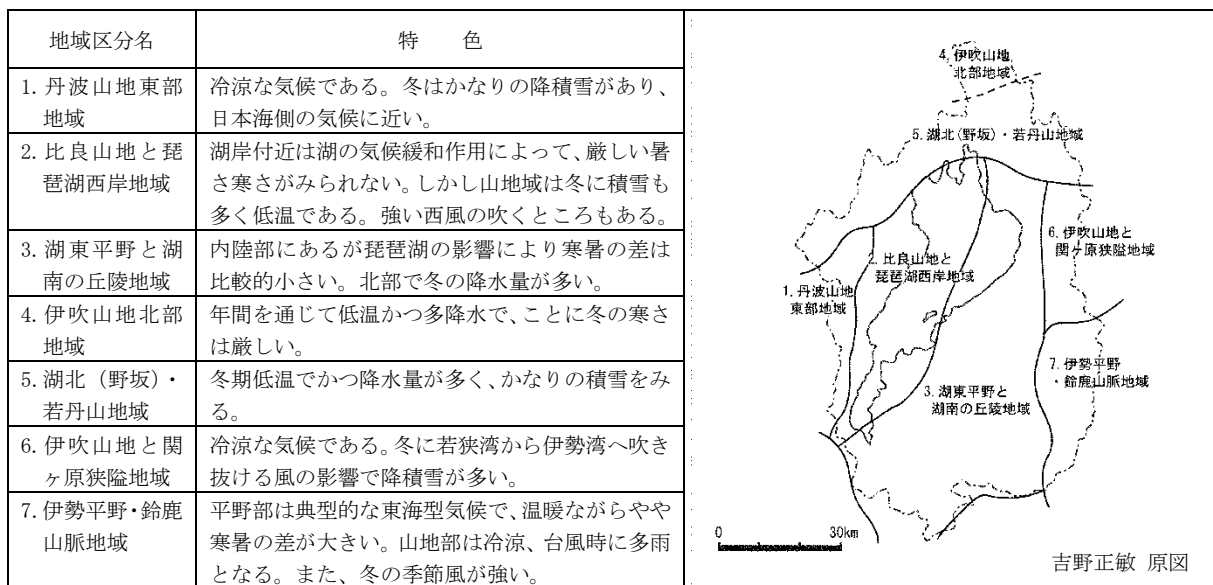 地域区分名
特　色
1. 丹波山地東部
地域
冷涼な気候である。冬はかなりの降積雪があり、
日本海側の気候に近い。
2. 比良山地と琵
琶湖西岸地域
湖岸付近は湖の気候緩和作用によって、厳しい暑
さ寒さがみられない。しかし山地域は冬に積雪も
多く低温である。強い西風の吹くところもある。
3. 湖東平野と湖
南の丘陵地域
内陸部にあるが琵琶湖の影響により寒暑の差は
比較的小さい。北部で冬の降水量が多い。
4. 伊吹山地北部
地域
年間を通じて低温かつ多降水で、ことに冬の寒さ
は厳しい。
5. 湖北（野坂）・
若丹山地域
冬期低温でかつ降水量が多く、かなりの積雪をみ
る。
6. 伊吹山地と関
ヶ原狭隘地域
冷涼な気候である。冬に若狭湾から伊勢湾へ吹き
抜ける風の影響で降積雪が多い。
7. 伊勢平野・鈴鹿
山脈地域
平野部は典型的な東海型気候で、温暖ながらやや
寒暑の差が大きい。山地部は冷涼、台風時に多雨
となる。また、冬の季節風が強い。
4. 伊吹山地
北部地域
5. 湖北(野坂)・若丹山地域
6. 伊吹山地と
関ヶ原狭隘地域
2. 比良山地と
琵琶湖西岸地域
1. 丹波山地
東部地域
7. 伊勢平野
・鈴鹿山脈地域
3. 湖東平野と
湖南の丘陵地域
0 30km
吉野正敏 原図